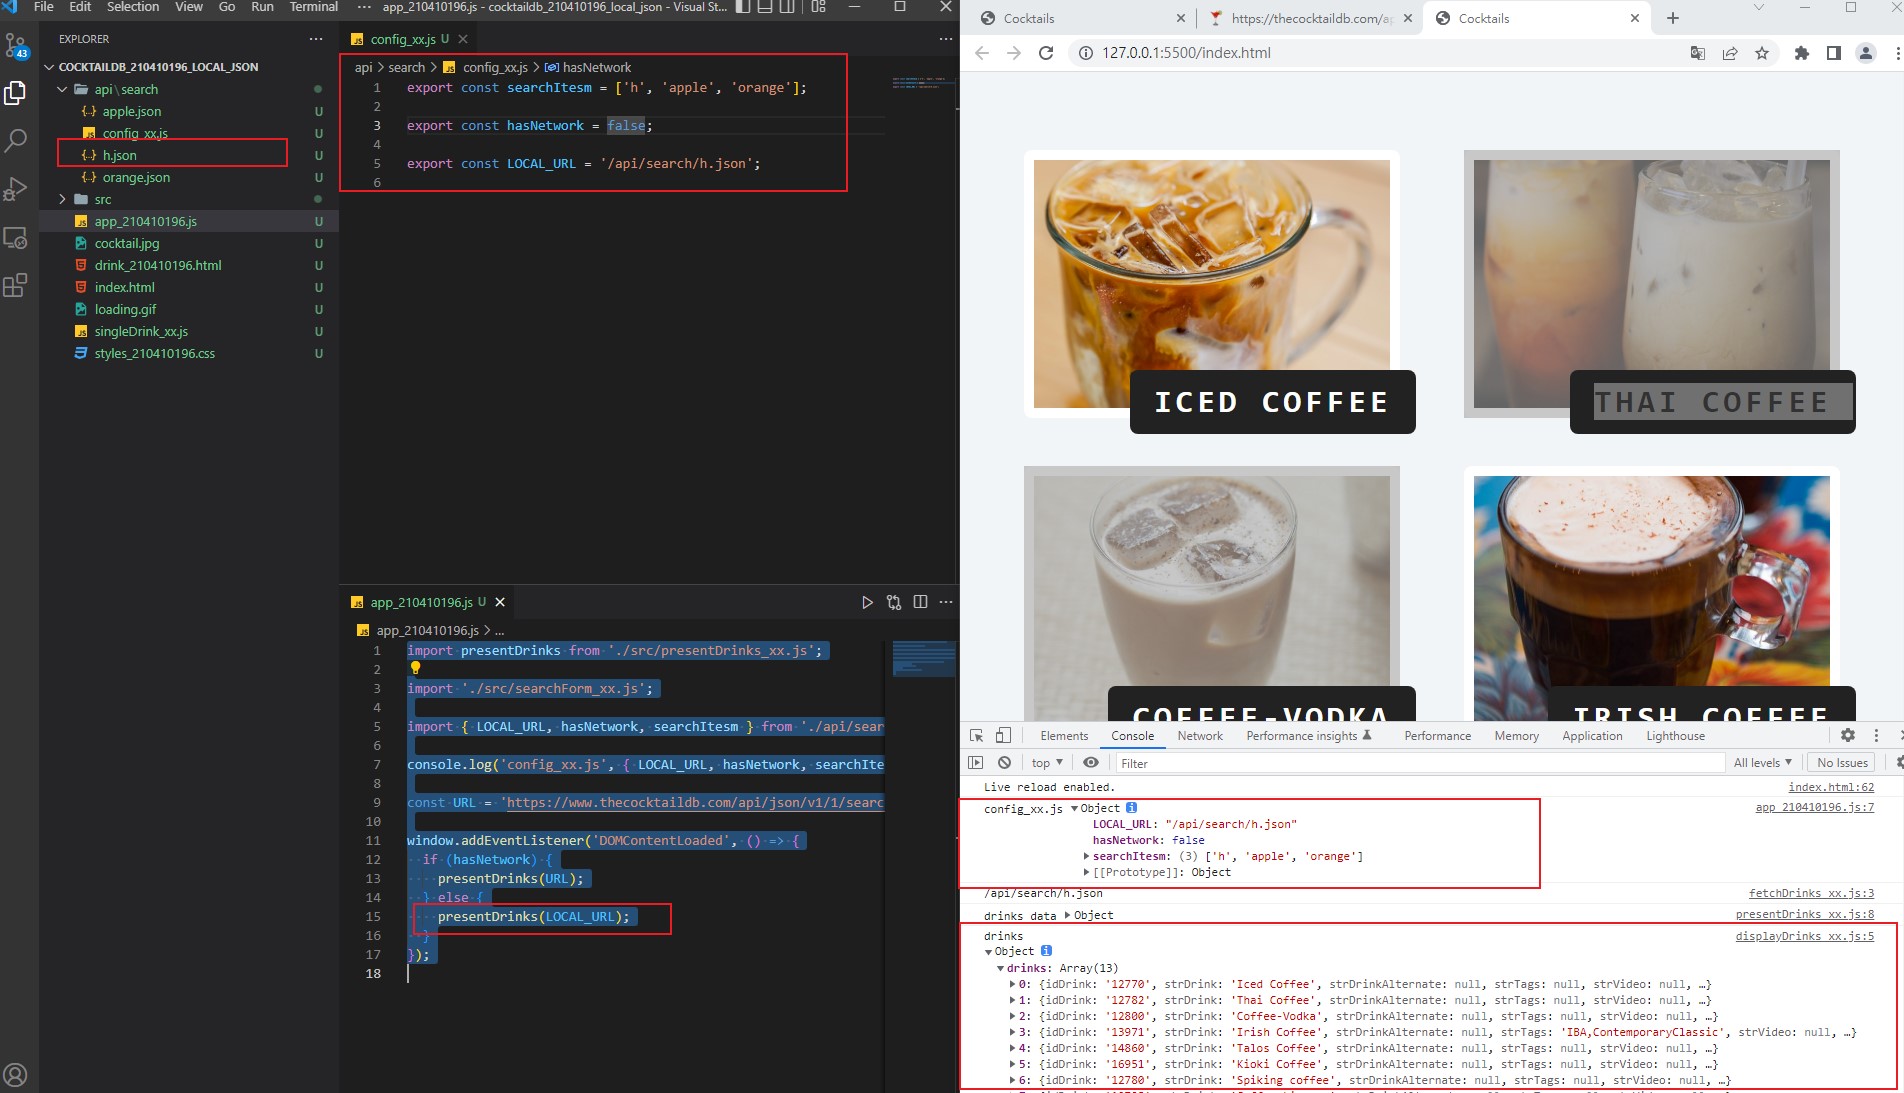 File Edit Selection View Go Run Terminal ··· app_210410196.js - cocktaildb_210410196_local_json - Visual St...
EXPLORER ···
COCKTAILDB_210410196_LOCAL_JSON
api\search
apple.json U
config_xx.js U
h.json U
orange.json U
src
app_210410196.js U
cocktail.jpg U
drink_210410196.html U
index.html U
loading.gif U
singleDrink_xx.js U
styles_210410196.css U
43
config_xx.js U
api > search > config_xx.js > hasNetwork
1 export const searchItesm = ['h', 'apple', 'orange'];
2
3 export const hasNetwork = false;
4
5 export const LOCAL_URL = '/api/search/h.json';
6
app_210410196.js U
app_210410196.js > ...
1 import presentDrinks from './src/presentDrinks_xx.js';
2
3 import './src/searchForm_xx.js';
4
5 import { LOCAL_URL, hasNetwork, searchItesm } from './api/sear
6
7 console.log('config_xx.js', { LOCAL_URL, hasNetwork, searchIte
8
9 const URL = 'https://www.thecocktaildb.com/api/json/v1/1/searc
10
11 window.addEventListener('DOMContentLoaded', () => {
12 if (hasNetwork) {
13 presentDrinks(URL);
14 } else {
15 presentDrinks(LOCAL_URL);
16 }
17 });
18
Cocktails
https://thecocktaildb.com/ap
Cocktails
127.0.0.1:5500/index.html
ICED COFFEE
THAI COFFEE
COFFEE-VODKA
IRISH COFFEE
Elements Console Network Performance insights Performance Memory Application Lighthouse
top Filter All levels No Issues
Live reload enabled. index.html:62
config_xx.js Object app_210410196.js:7
LOCAL_URL: "/api/search/h.json"
hasNetwork: false
searchItesm: (3) ['h', 'apple', 'orange']
[[Prototype]]: Object
/api/search/h.json fetchDrinks_xx.js:3
drinks data Object presentDrinks_xx.js:8
drinks displayDrinks_xx.js:5
Object
drinks: Array(13)
0: {idDrink: '12770', strDrink: 'Iced Coffee', strDrinkAlternate: null, strTags: null, strVideo: null, …}
1: {idDrink: '12782', strDrink: 'Thai Coffee', strDrinkAlternate: null, strTags: null, strVideo: null, …}
2: {idDrink: '12800', strDrink: 'Coffee-Vodka', strDrinkAlternate: null, strTags: null, strVideo: null, …}
3: {idDrink: '13971', strDrink: 'Irish Coffee', strDrinkAlternate: null, strTags: 'IBA,ContemporaryClassic', strVideo: null, …}
4: {idDrink: '14860', strDrink: 'Talos Coffee', strDrinkAlternate: null, strTags: null, strVideo: null, …}
5: {idDrink: '16951', strDrink: 'Kioki Coffee', strDrinkAlternate: null, strTags: null, strVideo: null, …}
6: {idDrink: '12780', strDrink: 'Spiking coffee', strDrinkAlternate: null, strTags: null, strVideo: null, …}